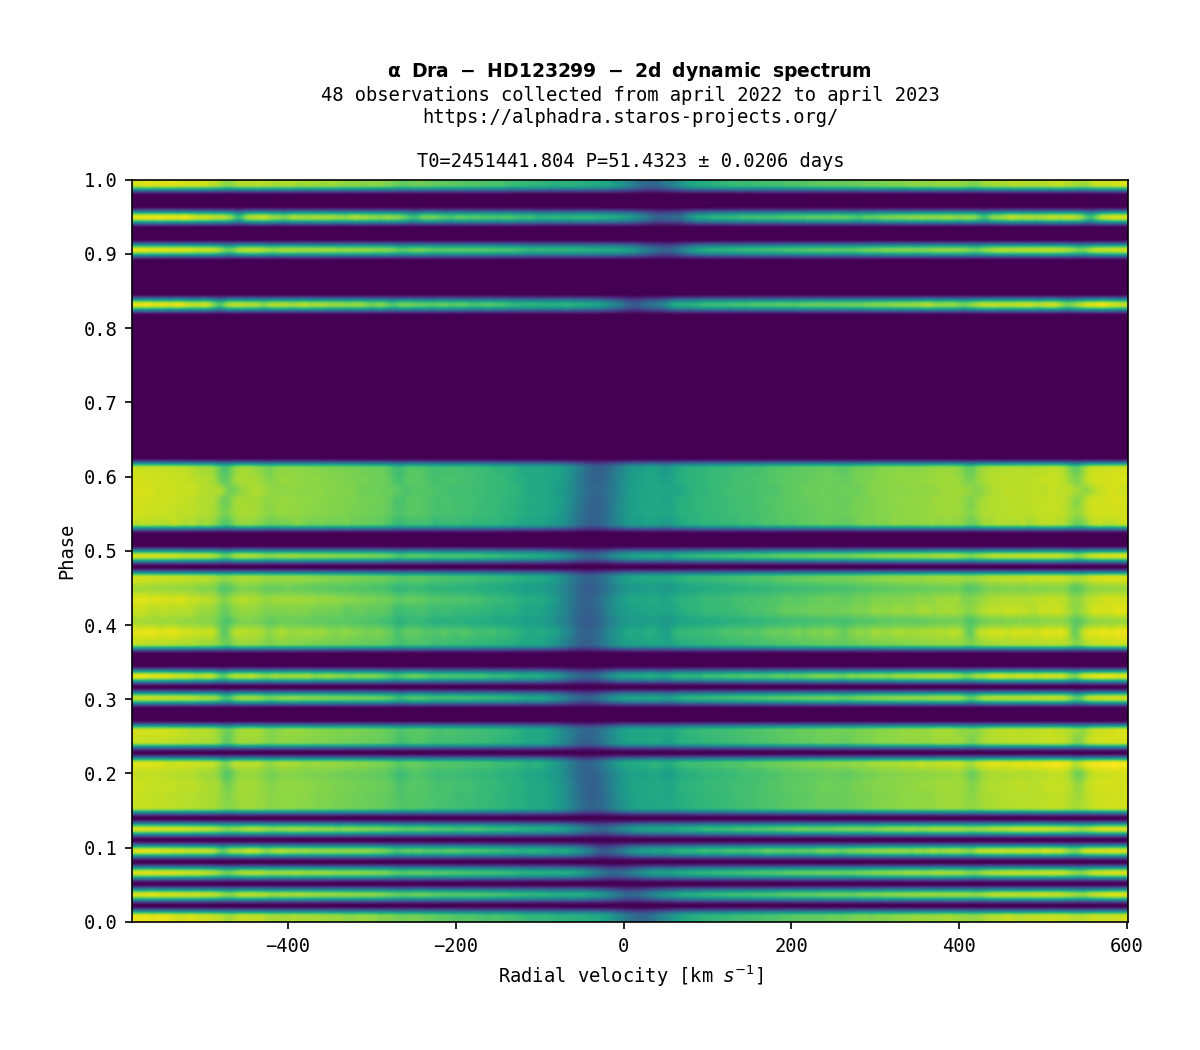 α Dra − HD123299 − 2d dynamic spectrum
48 observations collected from april 2022 to april 2023
https://alphadra.staros-projects.org/
T0=2451441.804 P=51.4323 ± 0.0206 days
1.0
0.9
0.8
0.7
0.6
0.5
0.4
0.3
0.2
0.1
0.0
Phase
−400 −200 0 200 400 600
Radial velocity [km s⁻¹]